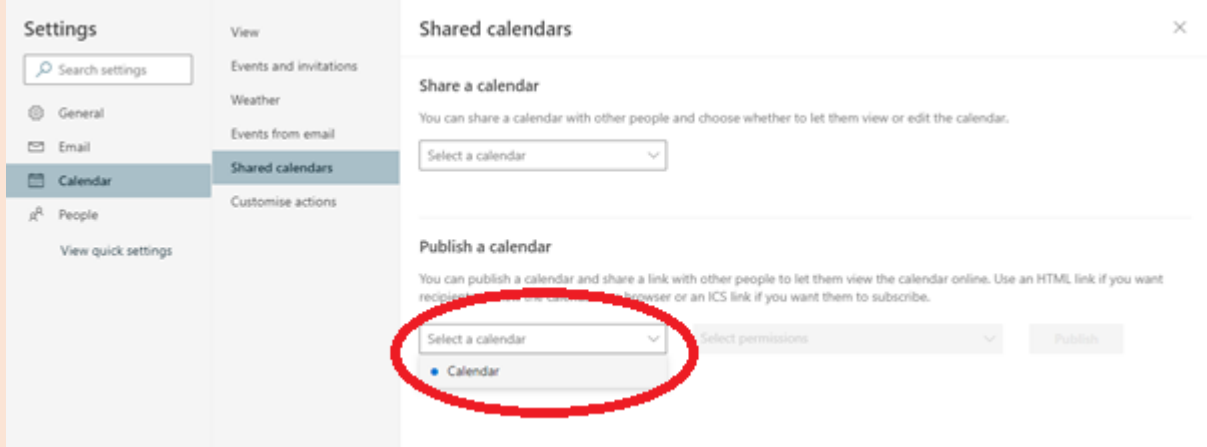 Settings
Search settings
General
Email
Calendar
People
View quick settings
View
Events and invitations
Weather
Events from email
Shared calendars
Customise actions
Shared calendars
Share a calendar
You can share a calendar with other people and choose whether to let them view or edit the calendar.
Select a calendar
Publish a calendar
You can publish a calendar and share a link with other people to let them view the calendar online. Use an HTML link if you want
browser or an ICS link if you want them to subscribe.
Select a calendar
Select permissions
Publish
Calendar